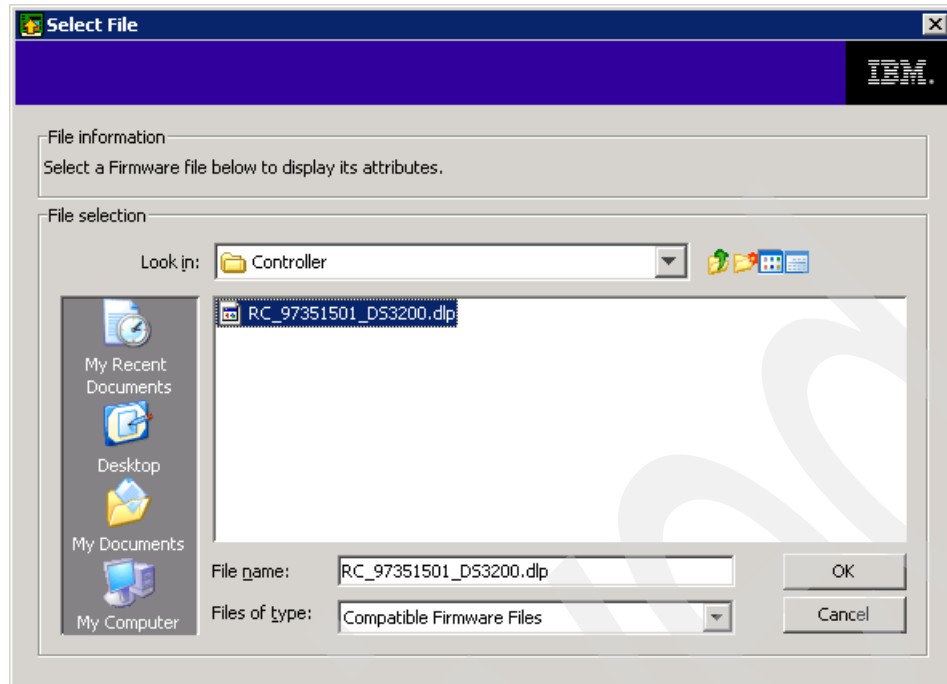 Select File
IBM.
File information
Select a Firmware file below to display its attributes.
File selection
Look in: Controller
RC_97351501_DS3200.dlp
My Recent
Documents
Desktop
My Documents
My Computer
File name: RC_97351501_DS3200.dlp
OK
Files of type: Compatible Firmware Files
Cancel